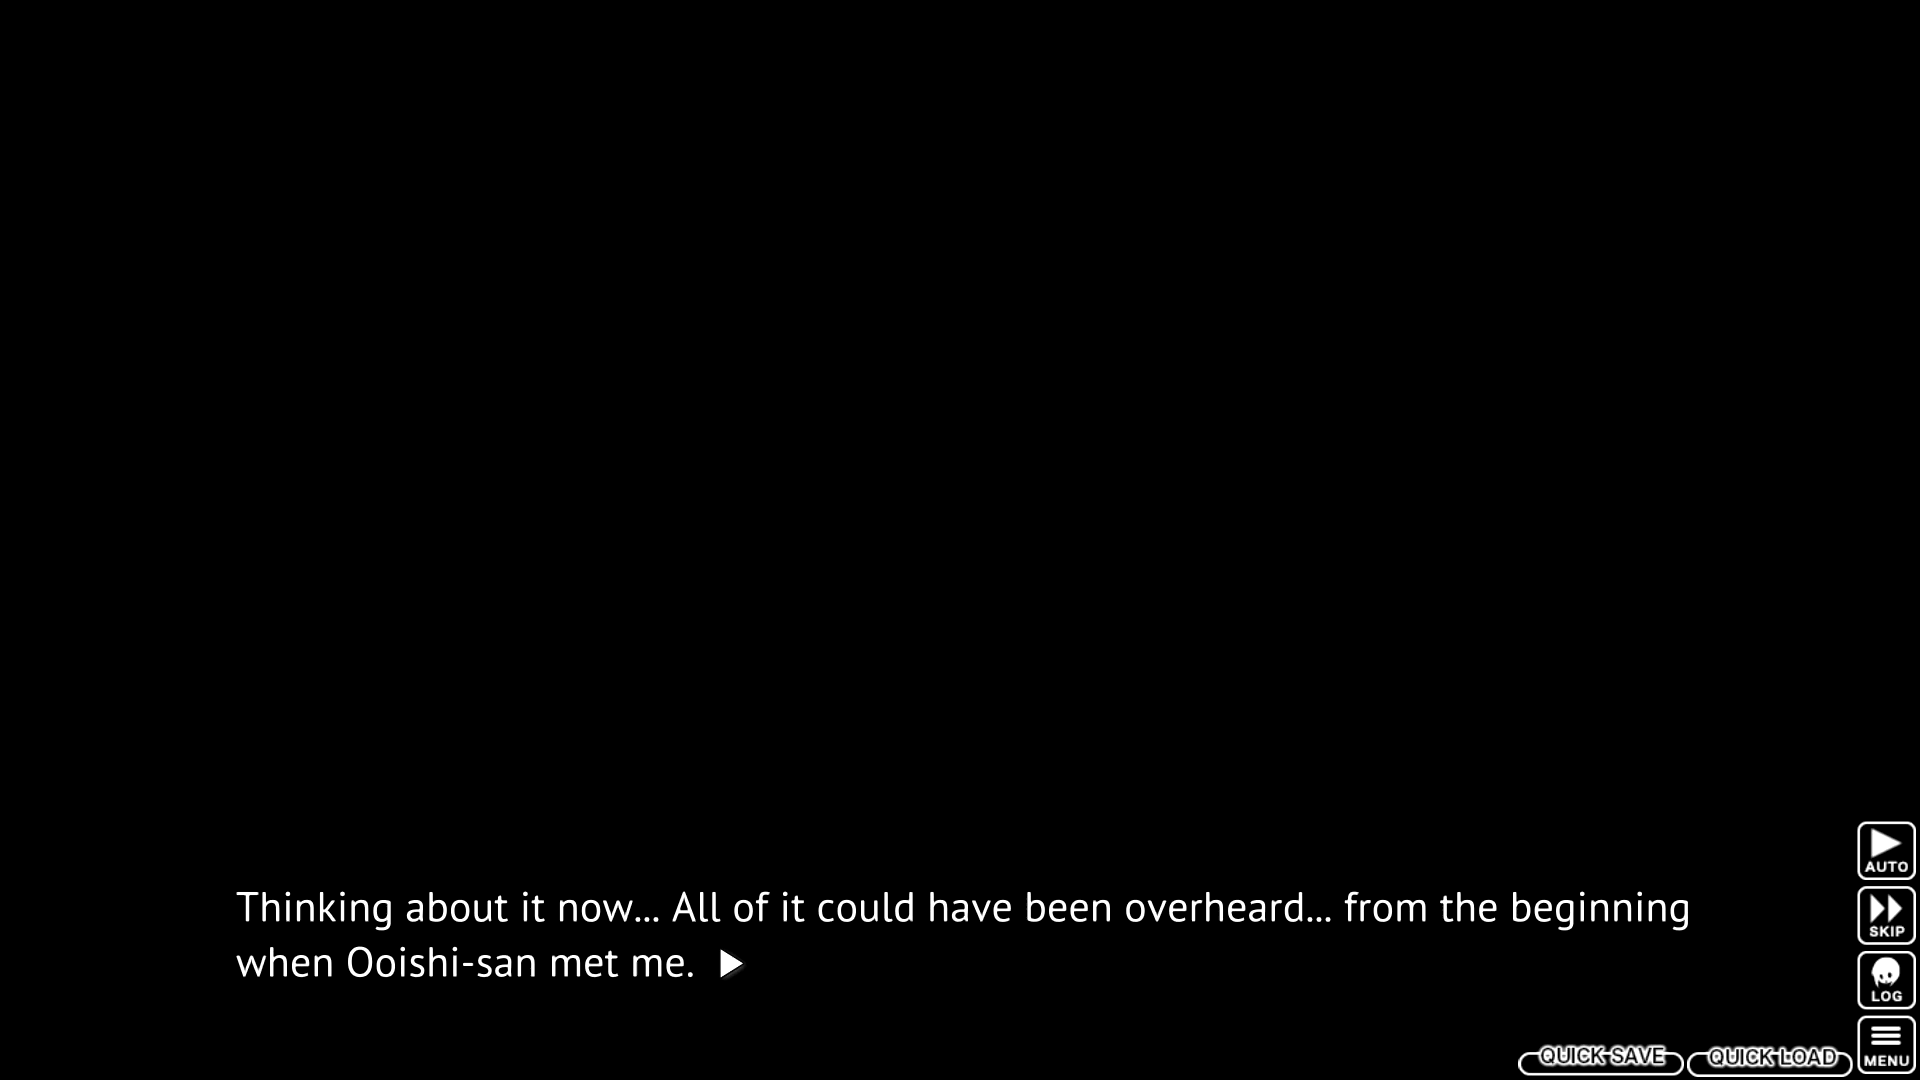 Thinking about it now... All of it could have been overheard... from the beginning
when Ooishi-san met me.
AUTO
SKIP
LOG
MENU
QUICK SAVE
QUICK LOAD